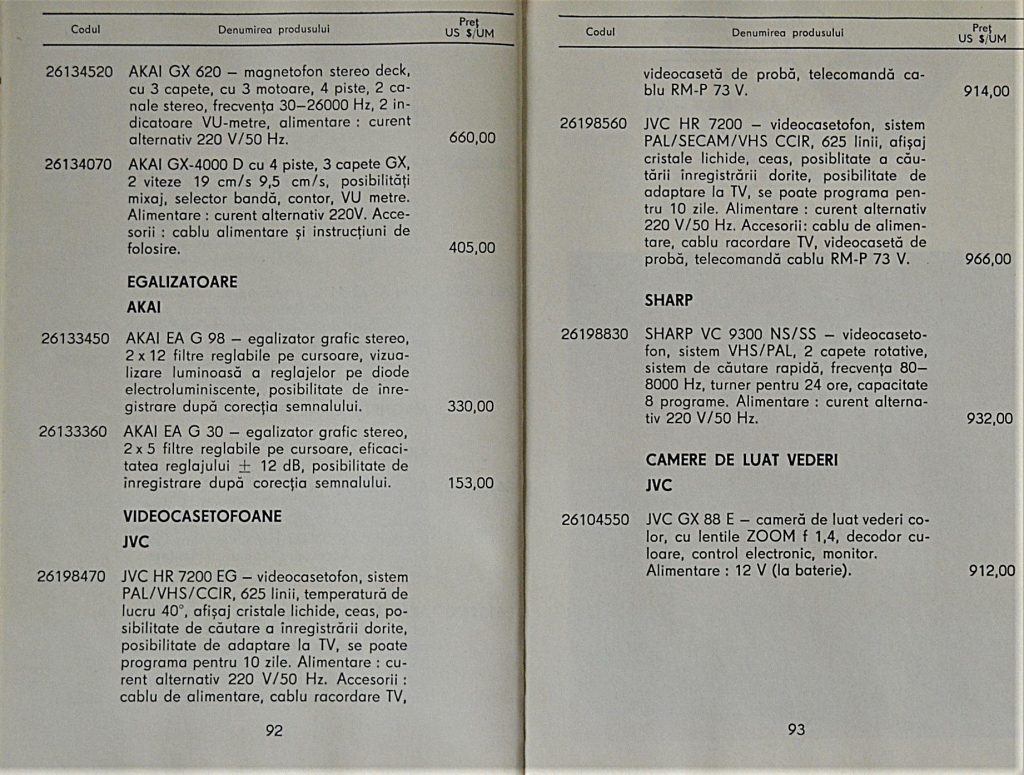 Codul Denumirea produsului Preț US $/UM
26134520 AKAI GX 620 — magnetofon stereo deck,
cu 3 capete, cu 3 motoare, 4 piste, 2 ca-
nale stereo, frecvența 30—26000 Hz, 2 in-
dicatoare VU-metre, alimentare : curent
alternativ 220 V/50 Hz. 660,00
26134070 AKAI GX-4000 D cu 4 piste, 3 capete GX,
2 viteze 19 cm/s 9,5 cm/s, posibilități
mixaj, selector bandă, contor, VU metre.
Alimentare : curent alternativ 220V. Acce-
sorii : cablu alimentare și instrucțiuni de
folosire. 405,00
EGALIZATOARE
AKAI
26133450 AKAI EA G 98 — egalizator grafic stereo,
2 x 12 filtre reglabile pe cursoare, vizua-
lizare luminoasă a reglajelor pe diode
electroluminiscente, posibilitate de înre-
gistrare după corecția semnalului. 330,00
26133360 AKAI EA G 30 — egalizator grafic stereo,
2 x 5 filtre reglabile pe cursoare, eficaci-
tatea reglajului ± 12 dB, posibilitate de
înregistrare după corecția semnalului. 153,00
VIDEOCASETOFOANE
JVC
26198470 JVC HR 7200 EG — videocasetofon, sistem
PAL/VHS/CCIR, 625 linii, temperatură de
lucru 40°, afișaj cristale lichide, ceas, po-
sibilitate de căutare a înregistrării dorite,
posibilitate de adaptare la TV, se poate
programa pentru 10 zile. Alimentare : cu-
rent alternativ 220 V/50 Hz. Accesorii :
cablu de alimentare, cablu racordare TV,
92
Codul Denumirea produsului Preț US $/UM
videocasetă de probă, telecomandă ca-
blu RM-P 73 V. 914,00
26198560 JVC HR 7200 — videocasetofon, sistem
PAL/SECAM/VHS CCIR, 625 linii, afișaj
cristale lichide, ceas, posiblitate a cău-
tării înregistrării dorite, posibilitate de
adaptare la TV, se poate programa pen-
tru 10 zile. Alimentare : curent alternativ
220 V/50 Hz. Accesorii: cablu de alimen-
tare, cablu racordare TV, videocasetă de
probă, telecomandă cablu RM-P 73 V. 966,00
SHARP
26198830 SHARP VC 9300 NS/SS — videocaseto-
fon, sistem VHS/PAL, 2 capete rotative,
sistem de căutare rapidă, frecvența 80—
8000 Hz, turner pentru 24 ore, capacitate
8 programe. Alimentare : curent alterna-
tiv 220 V/50 Hz. 932,00
CAMERE DE LUAT VEDERI
JVC
26104550 JVC GX 88 E — cameră de luat vederi co-
lor, cu lentile ZOOM f 1,4, decodor cu-
loare, control electronic, monitor.
Alimentare : 12 V (la baterie). 912,00
93